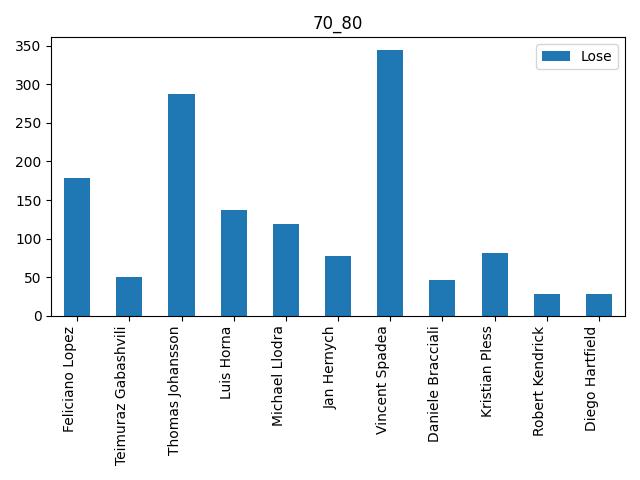 70_80
Lose
350
300
250
200
150
100
50
0
Feliciano Lopez
Teimuraz Gabashvili
Thomas Johansson
Luis Horna
Michael Llodra
Jan Hernych
Vincent Spadea
Daniele Bracciali
Kristian Pless
Robert Kendrick
Diego Hartfield